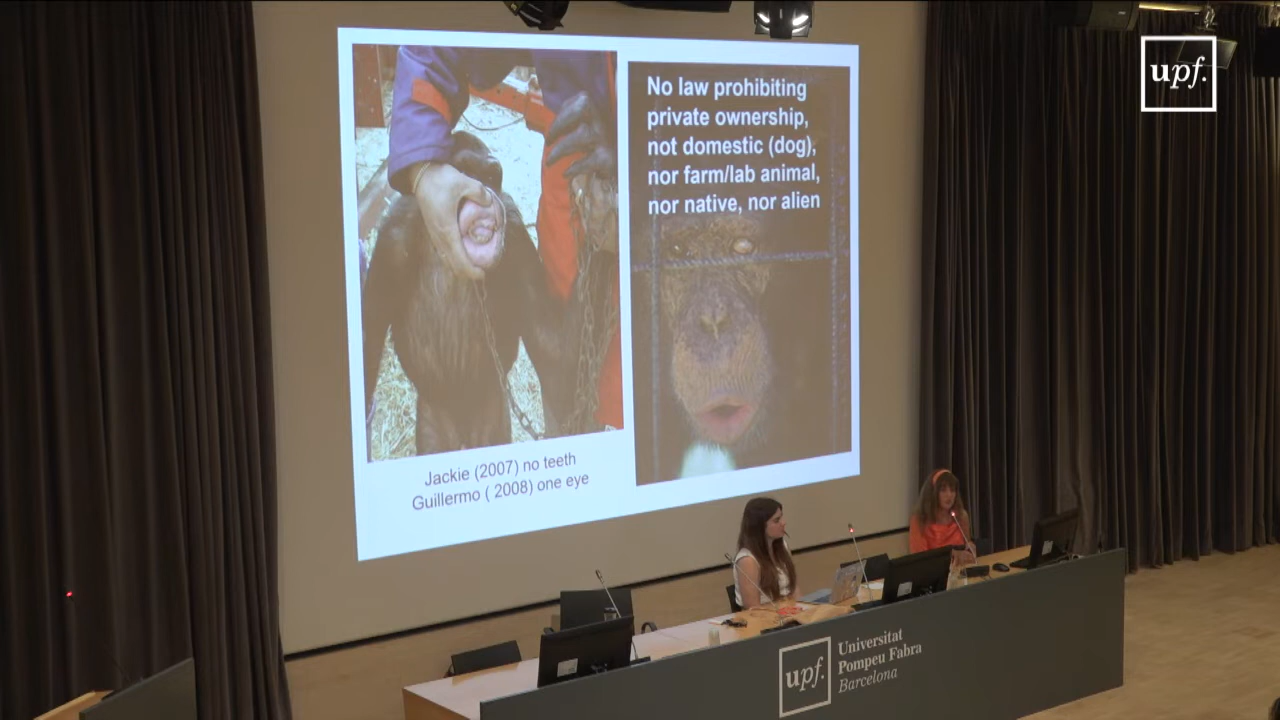 No law prohibiting
private ownership,
not domestic (dog),
nor farm/lab animal,
nor native, nor alien
Jackie (2007) no teeth
Guillermo ( 2008) one eye
upf.
upf.
Universitat
Pompeu Fabra
Barcelona